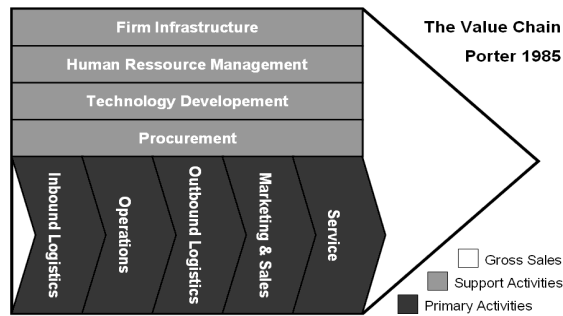 Firm Infrastructure
Human Ressource Management
Technology Developement
Procurement
Inbound Logistics
Operations
Outbound Logistics
Marketing & Sales
Service
The Value Chain
Porter 1985
Gross Sales
Support Activities
Primary Activities